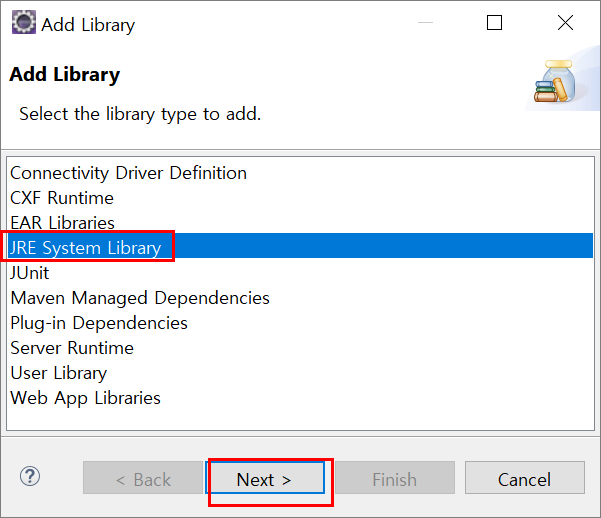 Add Library
Add Library
Select the library type to add.
Connectivity Driver Definition
CXF Runtime
EAR Libraries
JRE System Library
JUnit
Maven Managed Dependencies
Plug-in Dependencies
Server Runtime
User Library
Web App Libraries
? < Back Next > Finish Cancel